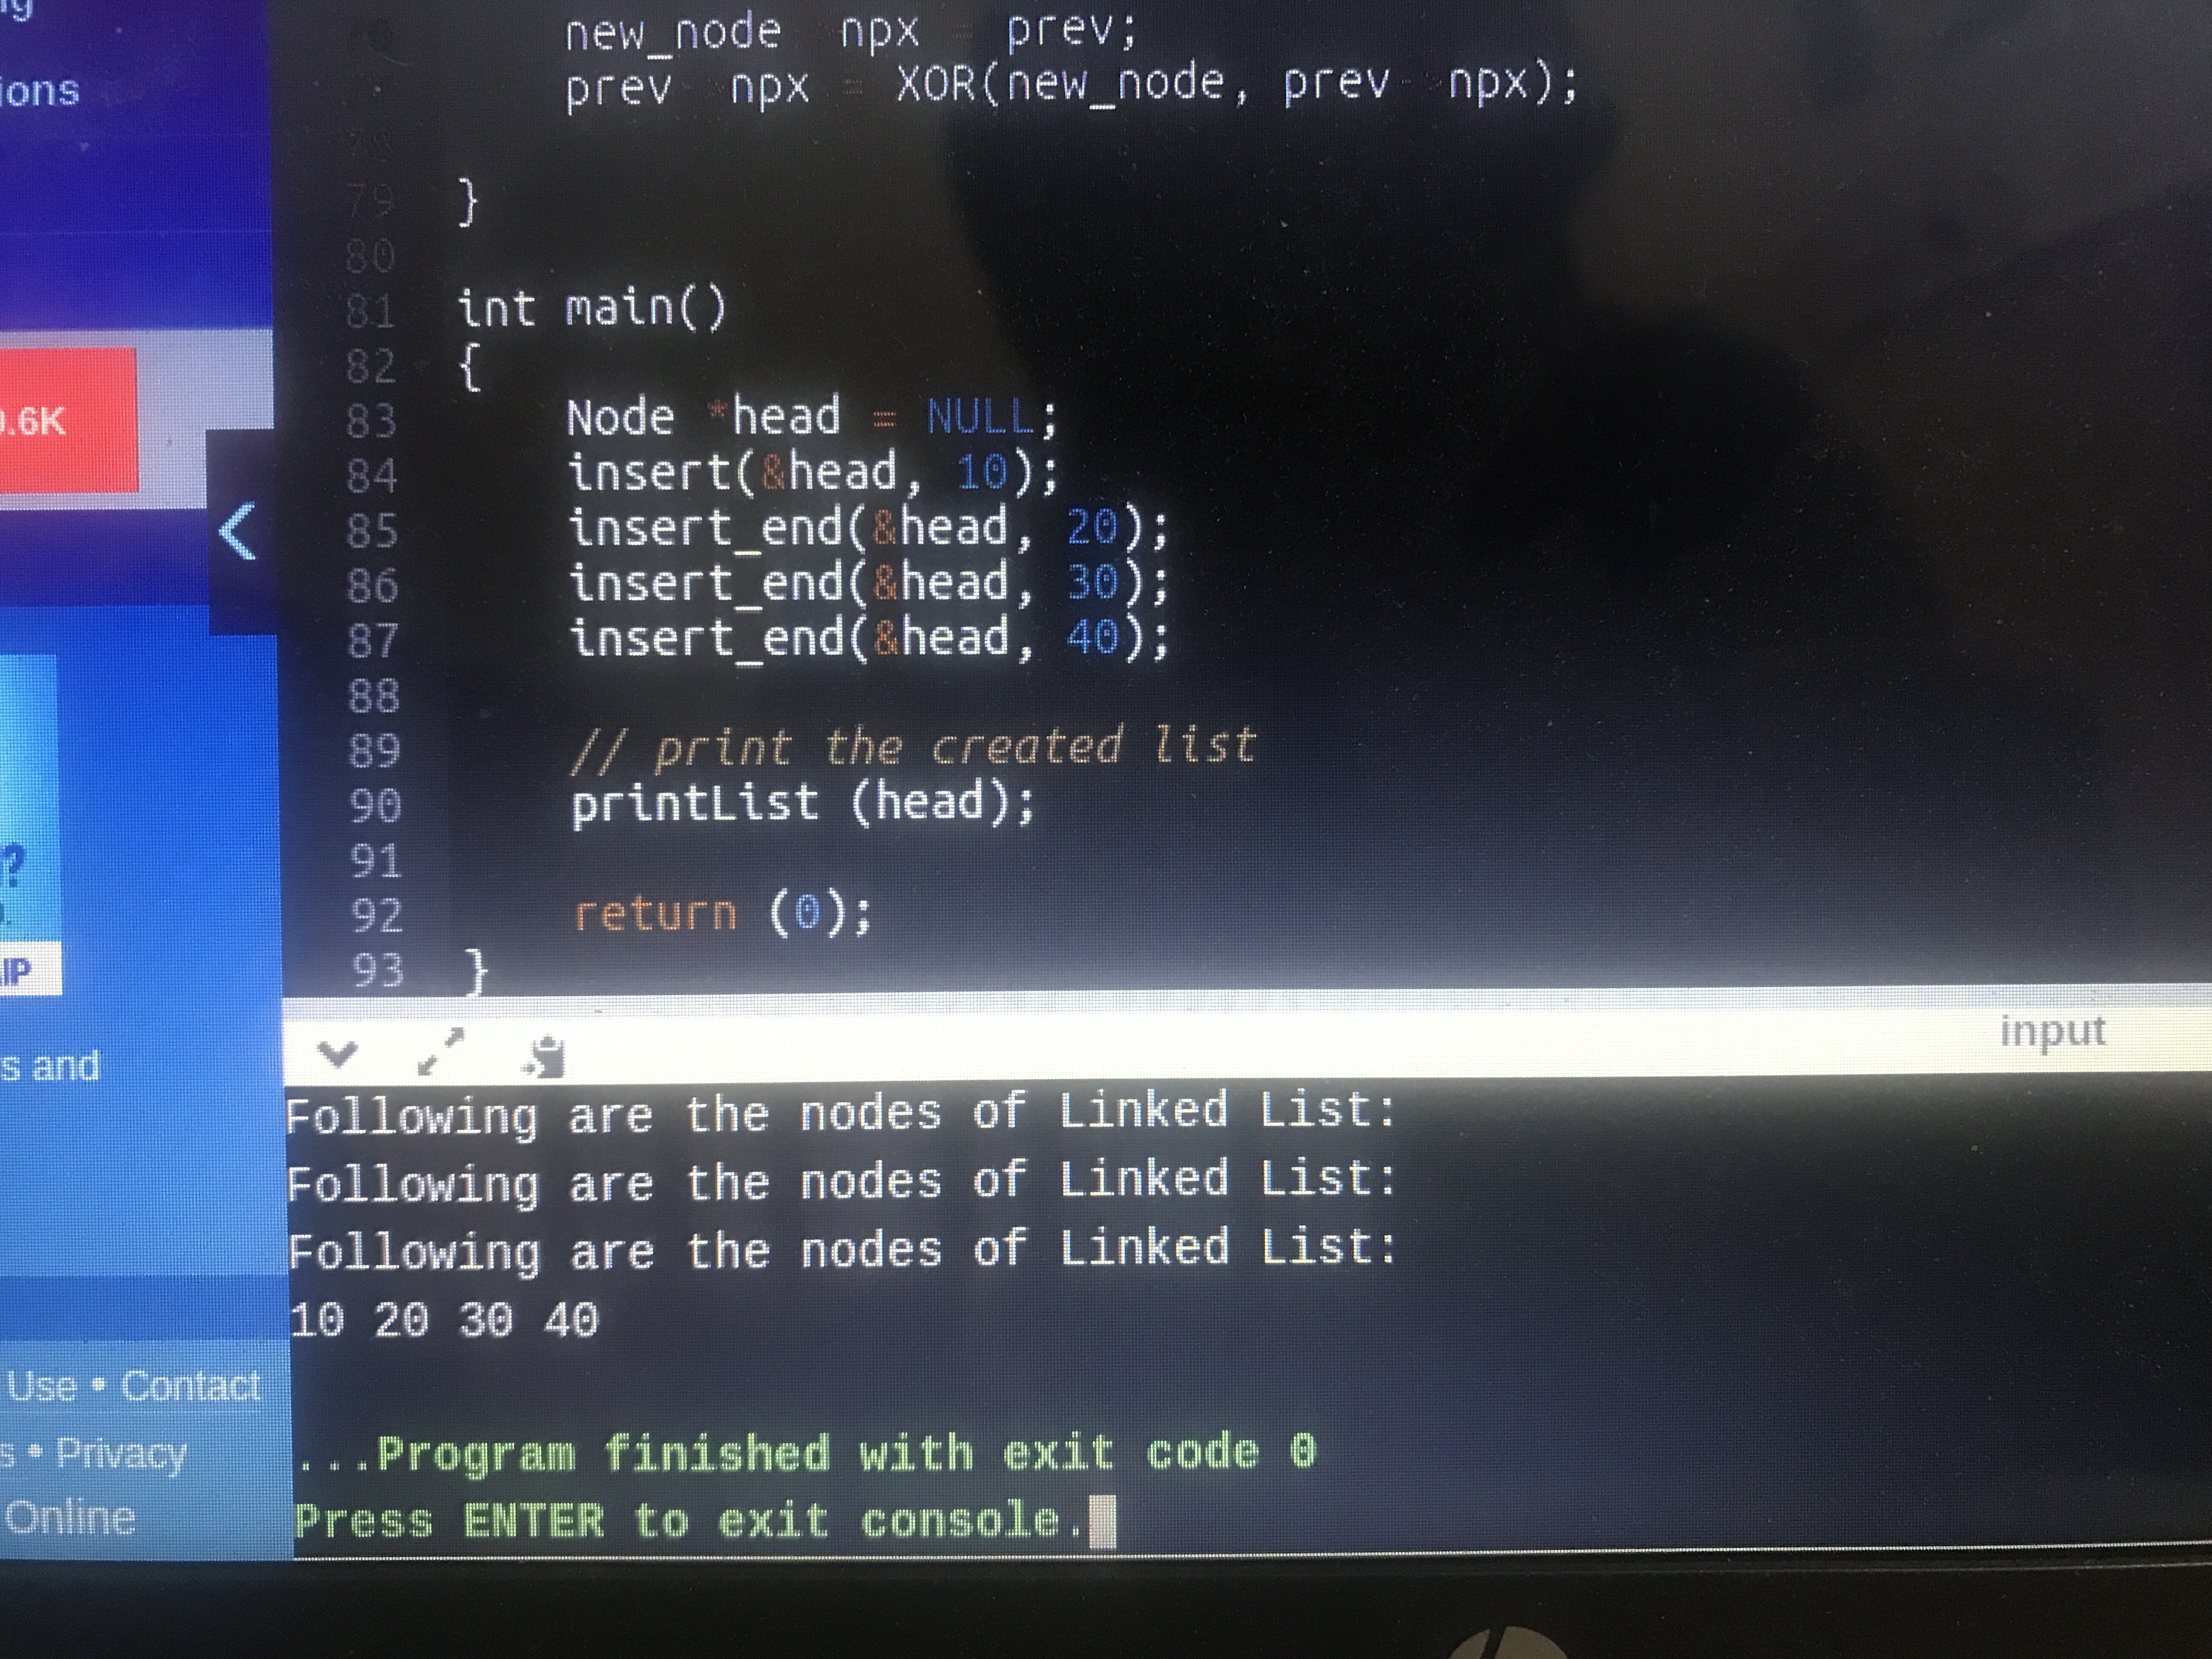 ng
ions
0.6K
?
IP
s and
Use • Contact
s • Privacy
Online
76 new_node npx = prev;
prev npx = XOR(new_node, prev npx);
78
79 }
80
81 int main()
82 {
83 Node *head = NULL;
84 insert(&head, 10);
85 insert_end(&head, 20);
86 insert_end(&head, 30);
87 insert_end(&head, 40);
88
89 // print the created list
90 printList (head);
91
92 return (0);
93 }
input
Following are the nodes of Linked List:
Following are the nodes of Linked List:
Following are the nodes of Linked List:
10 20 30 40
...Program finished with exit code 0
Press ENTER to exit console.